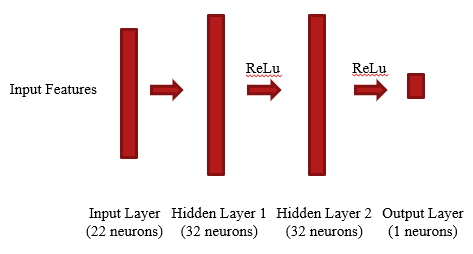 ReLu
ReLu
Input Features
Input Layer
(22 neurons)
Hidden Layer 1
(32 neurons)
Hidden Layer 2
(32 neurons)
Output Layer
(1 neurons)